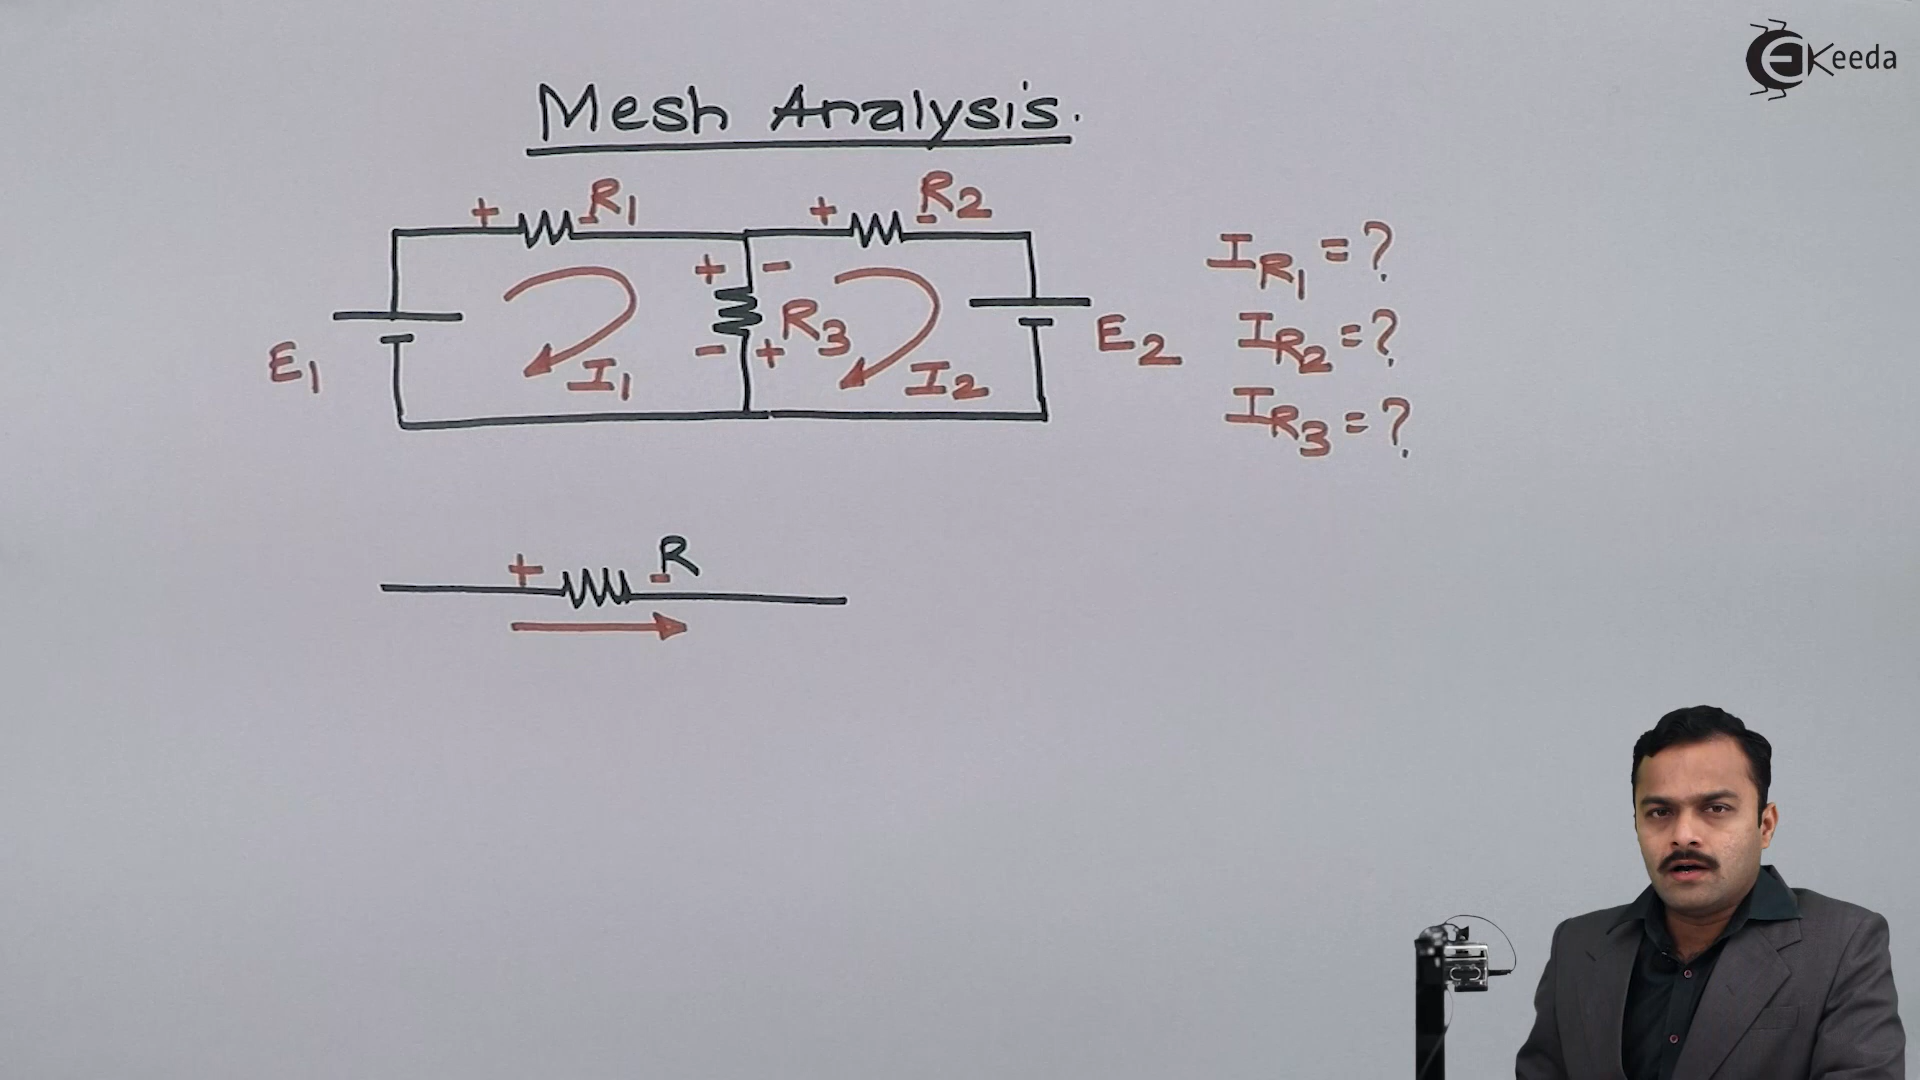 EKeeda
Mesh Analysis.
+ R1 - + R2 -
IR1 = ?
+ - + -
R3
E1 I1 I2 E2
IR2 = ?
IR3 = ?
+ R -